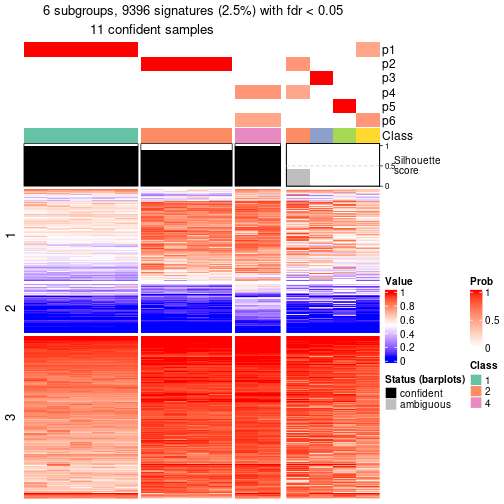 6 subgroups, 9396 signatures (2.5%) with fdr < 0.05
11 confident samples
p1
p2
p3
p4
p5
p6
Class
1
0.5
0
Silhouette
score
1
2
3
Value
1
0.8
0.6
0.4
0.2
0
Prob
1
0.5
0
Status (barplots)
confident
ambiguous
Class
1
2
4